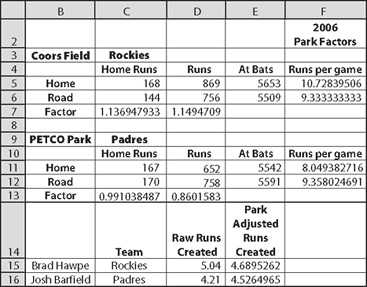 B C D E F
2006
2 Park Factors
3 Coors Field Rockies
4 Home Runs Runs At Bats Runs per game
5 Home 168 869 5653 10.72839506
6 Road 144 756 5509 9.333333333
7 Factor 1.136947933 1.1494709
8
9 PETCO Park Padres
10 Home Runs Runs At Bats Runs per game
11 Home 167 652 5542 8.049382716
12 Road 170 758 5591 9.358024691
13 Factor 0.991038487 0.8601583
Park
Adjusted
Raw Runs Runs
14 Team Created Created
15 Brad Hawpe Rockies 5.04 4.6895262
16 Josh Barfield Padres 4.21 4.5264965